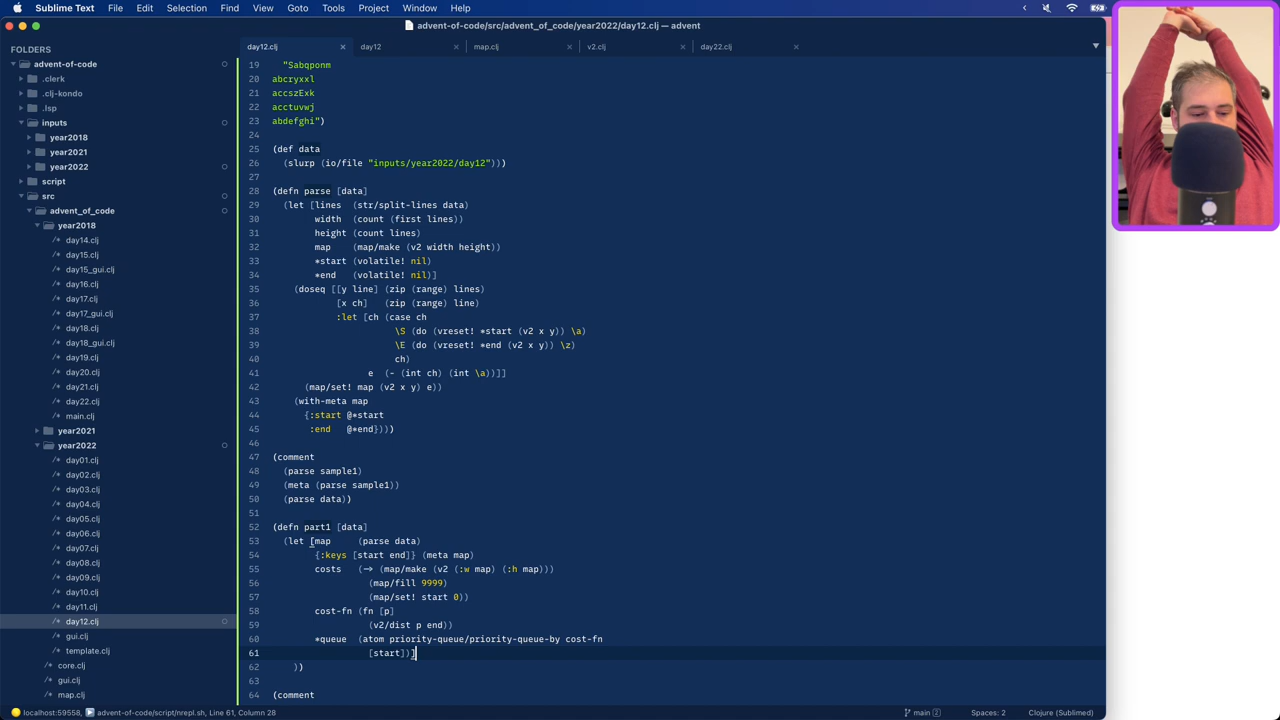 Sublime Text File Edit Selection Find View Goto Tools Project Window Help
advent-of-code/src/advent_of_code/year2022/day12.clj — advent
FOLDERS
advent-of-code
.clerk
.clj-kondo
.lsp
inputs
year2018
year2021
year2022
script
src
advent_of_code
year2018
day14.clj
day15.clj
day15_gui.clj
day16.clj
day17.clj
day17_gui.clj
day18.clj
day18_gui.clj
day19.clj
day20.clj
day21.clj
day22.clj
main.clj
year2021
year2022
day01.clj
day02.clj
day03.clj
day04.clj
day05.clj
day06.clj
day07.clj
day08.clj
day09.clj
day10.clj
day11.clj
day12.clj
gui.clj
template.clj
core.clj
gui.clj
map.clj
day12.clj day12 map.clj v2.clj day22.clj
19 "Sabqponm
20 abcryxxl
21 accszExk
22 acctuvwj
23 abdefghi")
24
25 (def data
26 (slurp (io/file "inputs/year2022/day12")))
27
28 (defn parse [data]
29 (let [lines (str/split-lines data)
30 width (count (first lines))
31 height (count lines)
32 map (map/make (v2 width height))
33 *start (volatile! nil)
34 *end (volatile! nil)]
35 (doseq [[y line] (zip (range) lines)
36 [x ch] (zip (range) line)
37 :let [ch (case ch
38 \S (do (vreset! *start (v2 x y)) \a)
39 \E (do (vreset! *end (v2 x y)) \z)
40 ch)
41 e (- (int ch) (int \a))]]
42 (map/set! map (v2 x y) e))
43 (with-meta map
44 {:start @*start
45 :end @*end})))
46
47 (comment
48 (parse sample1)
49 (meta (parse sample1))
50 (parse data))
51
52 (defn part1 [data]
53 (let [map (parse data)
54 {:keys [start end]} (meta map)
55 costs (-> (map/make (v2 (:w map) (:h map)))
56 (map/fill 9999)
57 (map/set! start 0))
58 cost-fn (fn [p]
59 (v2/dist p end))
60 *queue (atom priority-queue/priority-queue-by cost-fn
61 [start])]
62 ))
63
64 (comment
localhost:59558, advent-of-code/script/nrepl.sh, Line 61, Column 28 main 2 Spaces: 2 Clojure (Sublimed)